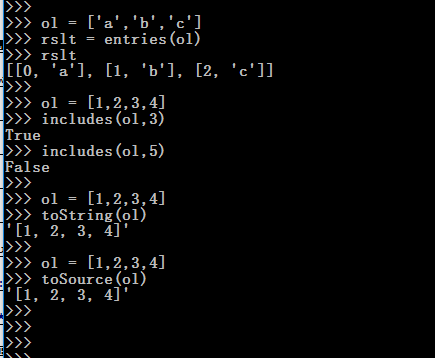 >>>
>>> ol = ['a','b','c']
>>> rslt = entries(ol)
>>> rslt
[[0, 'a'], [1, 'b'], [2, 'c']]
>>>
>>> ol = [1,2,3,4]
>>> includes(ol,3)
True
>>> includes(ol,5)
False
>>>
>>> ol = [1,2,3,4]
>>> toString(ol)
'[1, 2, 3, 4]'
>>>
>>> ol = [1,2,3,4]
>>> toSource(ol)
'[1, 2, 3, 4]'
>>>
>>>
>>>
>>>